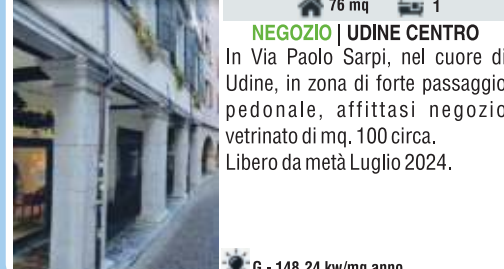 76 mq 1
NEGOZIO | UDINE CENTRO
In Via Paolo Sarpi, nel cuore di
Udine, in zona di forte passaggio
pedonale, affittasi negozio
vetrinato di mq. 100 circa.
Libero da metà Luglio 2024.
G - 148,24 kw/mq anno